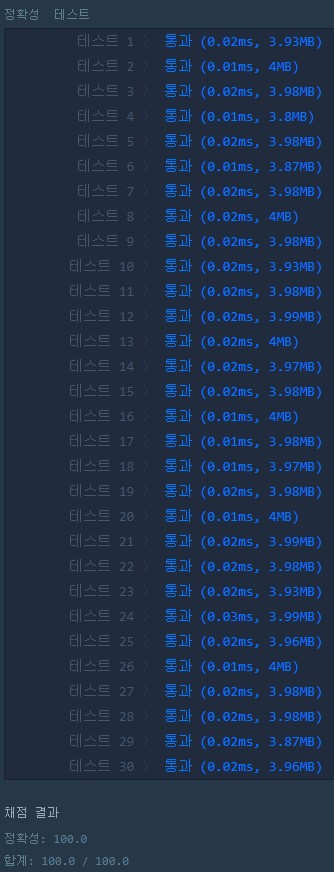 정확성 테스트
테스트 1 〉 통과 (0.02ms, 3.93MB)
테스트 2 〉 통과 (0.01ms, 4MB)
테스트 3 〉 통과 (0.02ms, 3.98MB)
테스트 4 〉 통과 (0.01ms, 3.8MB)
테스트 5 〉 통과 (0.02ms, 3.98MB)
테스트 6 〉 통과 (0.01ms, 3.87MB)
테스트 7 〉 통과 (0.02ms, 3.98MB)
테스트 8 〉 통과 (0.02ms, 4MB)
테스트 9 〉 통과 (0.02ms, 3.98MB)
테스트 10 〉 통과 (0.02ms, 3.93MB)
테스트 11 〉 통과 (0.02ms, 3.98MB)
테스트 12 〉 통과 (0.02ms, 3.99MB)
테스트 13 〉 통과 (0.02ms, 4MB)
테스트 14 〉 통과 (0.02ms, 3.97MB)
테스트 15 〉 통과 (0.02ms, 3.98MB)
테스트 16 〉 통과 (0.01ms, 4MB)
테스트 17 〉 통과 (0.01ms, 3.98MB)
테스트 18 〉 통과 (0.01ms, 3.97MB)
테스트 19 〉 통과 (0.02ms, 3.98MB)
테스트 20 〉 통과 (0.01ms, 4MB)
테스트 21 〉 통과 (0.02ms, 3.99MB)
테스트 22 〉 통과 (0.02ms, 3.98MB)
테스트 23 〉 통과 (0.02ms, 3.93MB)
테스트 24 〉 통과 (0.03ms, 3.99MB)
테스트 25 〉 통과 (0.02ms, 3.96MB)
테스트 26 〉 통과 (0.01ms, 4MB)
테스트 27 〉 통과 (0.02ms, 3.98MB)
테스트 28 〉 통과 (0.02ms, 3.98MB)
테스트 29 〉 통과 (0.02ms, 3.87MB)
테스트 30 〉 통과 (0.02ms, 3.96MB)
채점 결과
정확성: 100.0
합계: 100.0 / 100.0